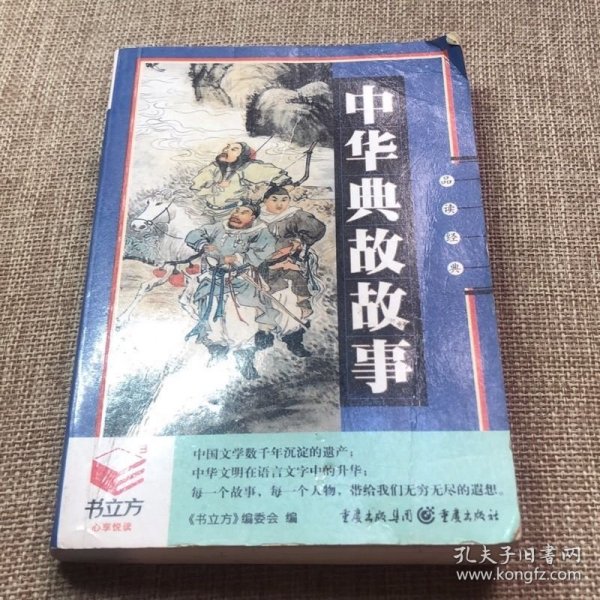 中华典故故事
品读经典
中国文学数千年沉淀的遗产；
中华文明在语言文字中的升华；
每一个故事，每一个人物，带给我们无穷无尽的遐想。
书立方
心享悦读
《书立方》编委会 编
重庆出版集团 重庆出版社
孔夫子旧书网
www.kongfz.com